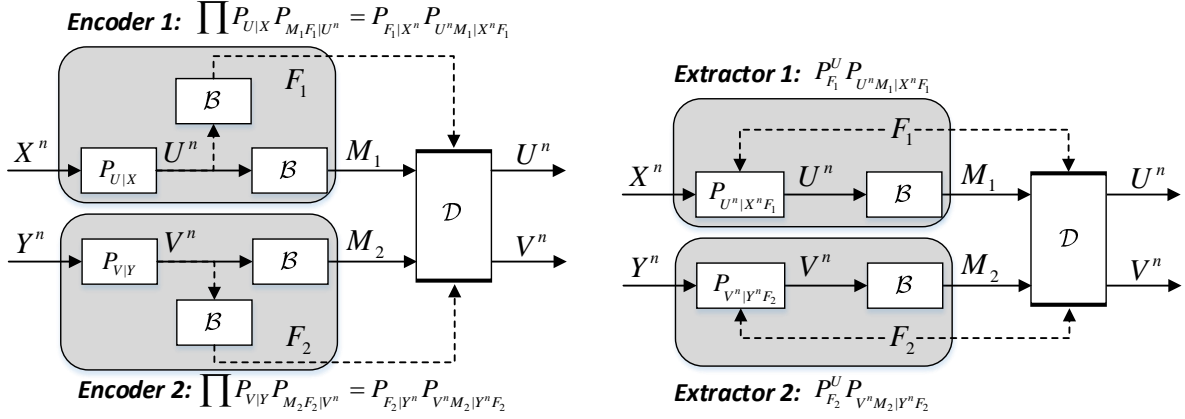 Encoder 1: ∏ P_{U|X} P_{M_1F_1|U^n} = P_{F_1|X^n} P_{U^nM_1|X^nF_1}
F_1
ℬ
X^n P_{U|X} U^n ℬ M_1 U^n
𝒟
Y^n P_{V|Y} V^n ℬ M_2 V^n
ℬ
F_2
Encoder 2: ∏ P_{V|Y} P_{M_2F_2|V^n} = P_{F_2|Y^n} P_{V^nM_2|Y^nF_2}
Extractor 1: P^U_{F_1} P_{U^nM_1|X^nF_1}
F_1
X^n P_{U^n|X^nF_1} U^n ℬ M_1 U^n
𝒟
Y^n P_{V^n|Y^nF_2} V^n ℬ M_2 V^n
F_2
Extractor 2: P^U_{F_2} P_{V^nM_2|Y^nF_2}